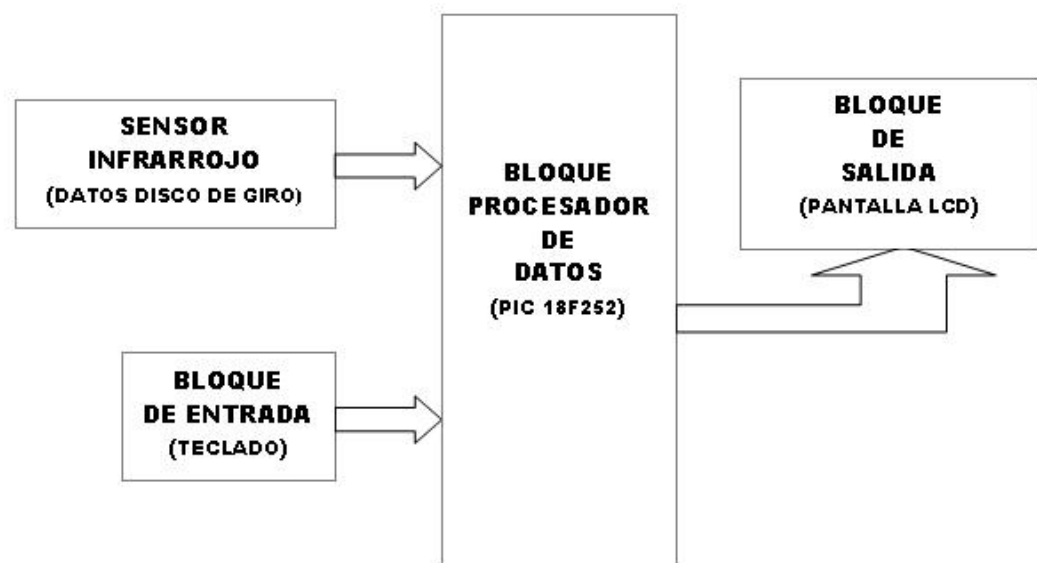 SENSOR
INFRARROJO
(DATOS DISCO DE GIRO)
BLOQUE
DE ENTRADA
(TECLADO)
BLOQUE
PROCESADOR
DE
DATOS
(PIC 18F252)
BLOQUE
DE
SALIDA
(PANTALLA LCD)